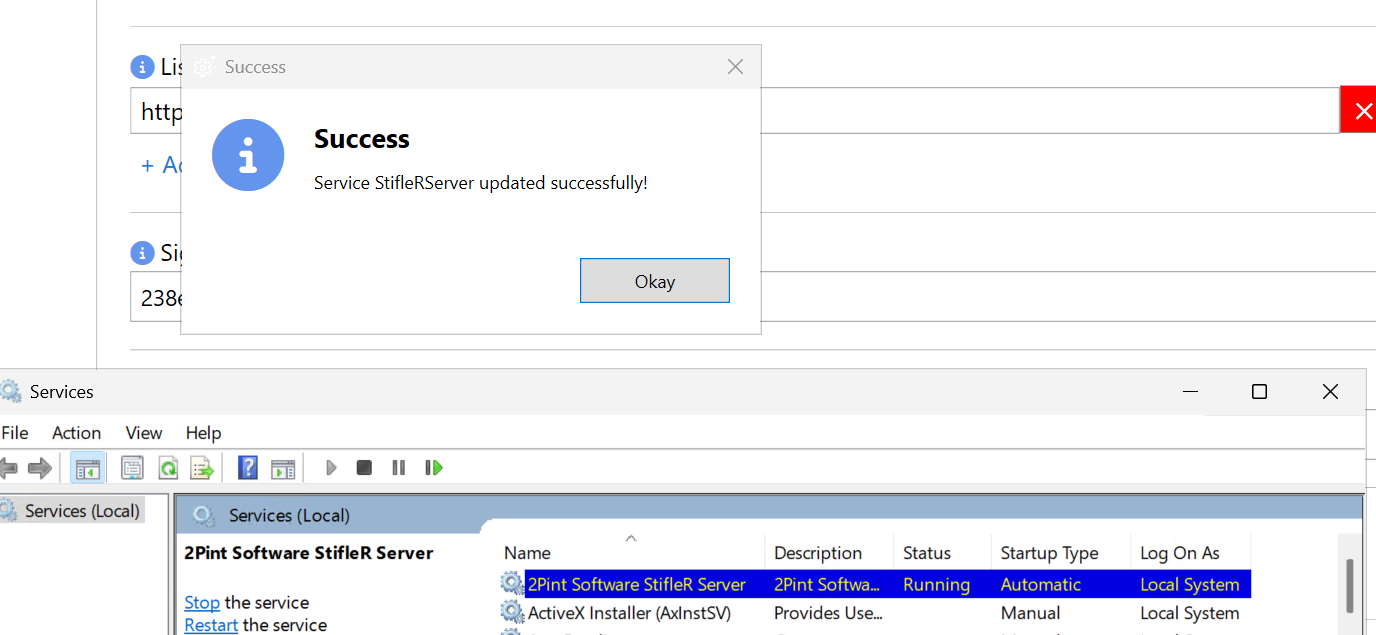 Lis
Success
http
Success
Service StifleRServer updated successfully!
+ Ad
Okay
Sig
238e
Services
File Action View Help
Services (Local)
Services (Local)
2Pint Software StifleR Server
Stop the service
Restart the service
Name Description Status Startup Type Log On As
2Pint Software StifleR Server 2Pint Softwa... Running Automatic Local System
ActiveX Installer (AxInstSV) Provides Use... Manual Local System